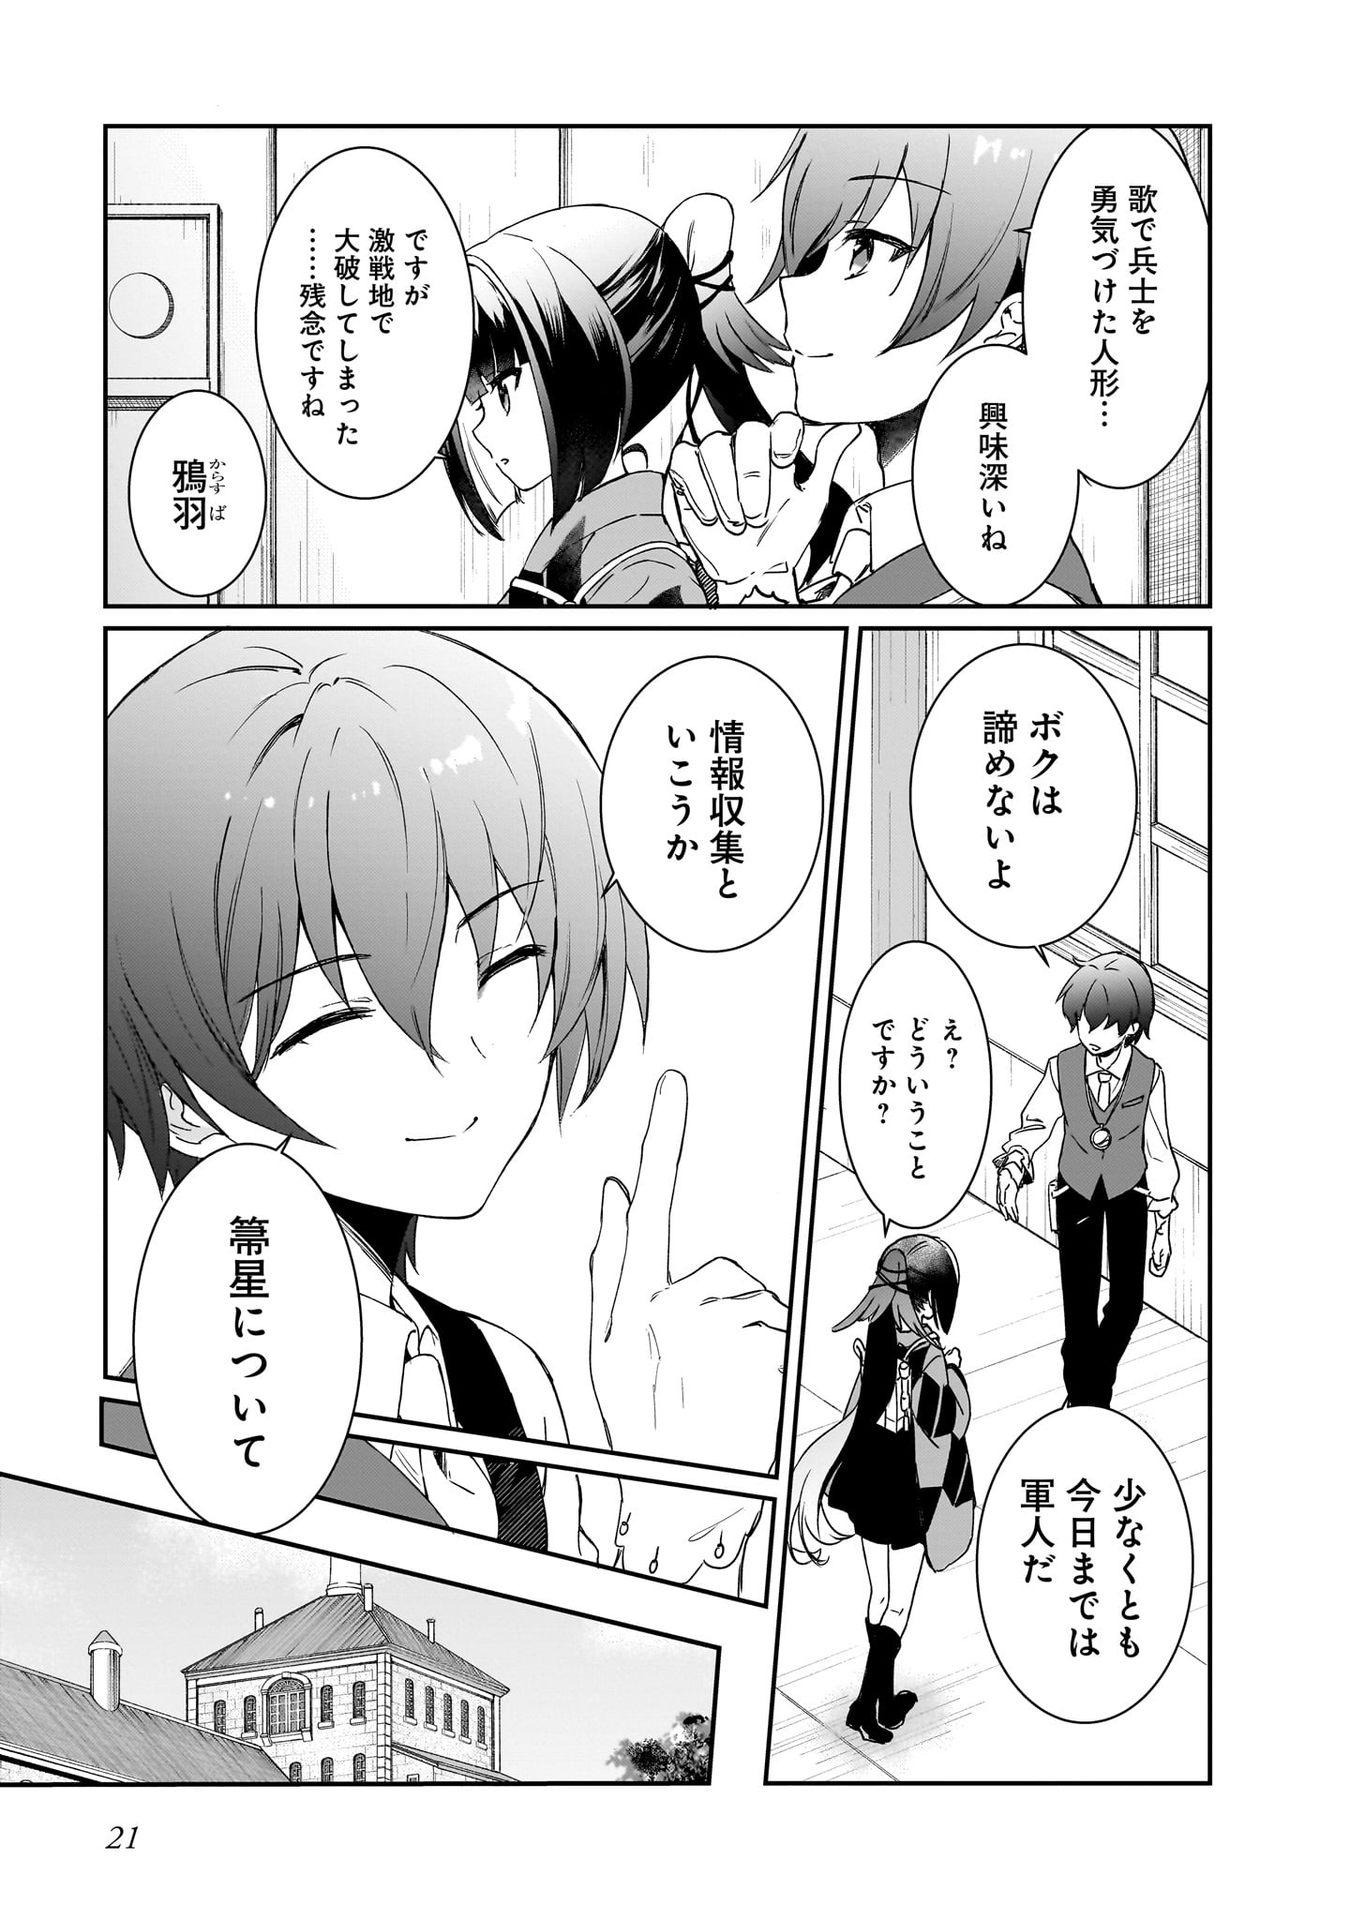 歌で兵士を
勇気づけた人形…
興味深いね
ですが
激戦地で
大破してしまった
……残念ですね
鴉羽
からすば
ボクは
諦めないよ
え?
どういうこと
ですか?
少なくとも
今日までは
軍人だ
情報収集と
いこうか
箒星について
21